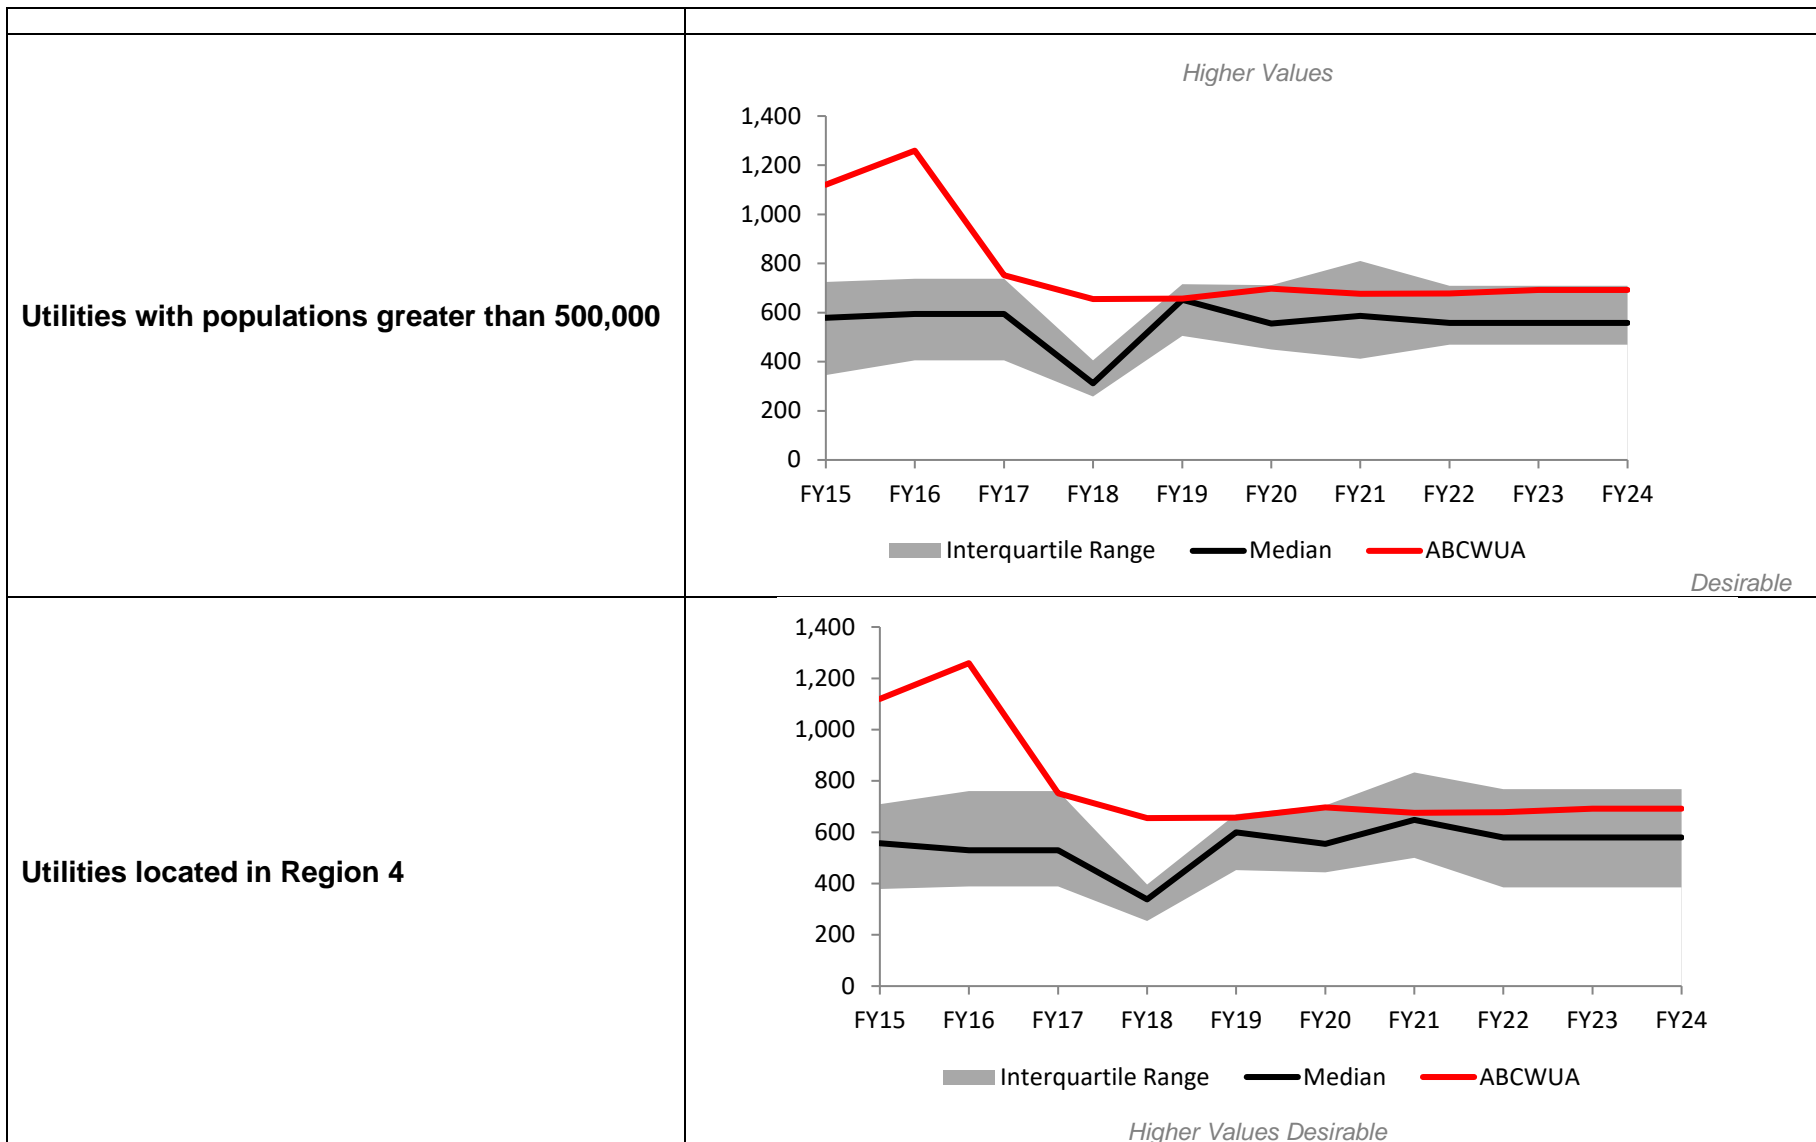 Higher Values
1,400
1,200
1,000
800
600
400
200
0
FY15 FY16 FY17 FY18 FY19 FY20 FY21 FY22 FY23 FY24
Interquartile Range Median ABCWUA
Desirable
Utilities with populations greater than 500,000
1,400
1,200
1,000
800
600
400
200
0
FY15 FY16 FY17 FY18 FY19 FY20 FY21 FY22 FY23 FY24
Interquartile Range Median ABCWUA
Higher Values Desirable
Utilities located in Region 4